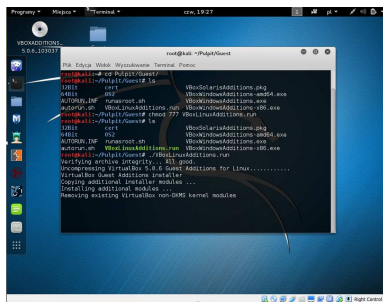 Programy ▾ Miejsca ▾ Terminal ▾ czw, 19:27 1 pl ▾
VBOXADDITIONS_
5.0.6_103037
root@kali: ~/Pulpit/Guest
Plik Edycja Widok Wyszukiwanie Terminal Pomoc
root@kali:~# cd Pulpit/Guest/
root@kali:~/Pulpit/Guest# ls
32Bit cert VBoxSolarisAdditions.pkg
64Bit OS2 VBoxWindowsAdditions-amd64.exe
AUTORUN.INF runasroot.sh VBoxWindowsAdditions.exe
autorun.sh VBoxLinuxAdditions.run VBoxWindowsAdditions-x86.exe
root@kali:~/Pulpit/Guest# chmod 777 VBoxLinuxAdditions.run
root@kali:~/Pulpit/Guest# ls
32Bit cert VBoxSolarisAdditions.pkg
64Bit OS2 VBoxWindowsAdditions-amd64.exe
AUTORUN.INF runasroot.sh VBoxWindowsAdditions.exe
autorun.sh VBoxLinuxAdditions.run VBoxWindowsAdditions-x86.exe
root@kali:~/Pulpit/Guest# ./VBoxLinuxAdditions.run
Verifying archive integrity... All good.
Uncompressing VirtualBox 5.0.6 Guest Additions for Linux............
VirtualBox Guest Additions installer
Copying additional installer modules ...
Installing additional modules ...
Removing existing VirtualBox non-DKMS kernel modules
Right Control